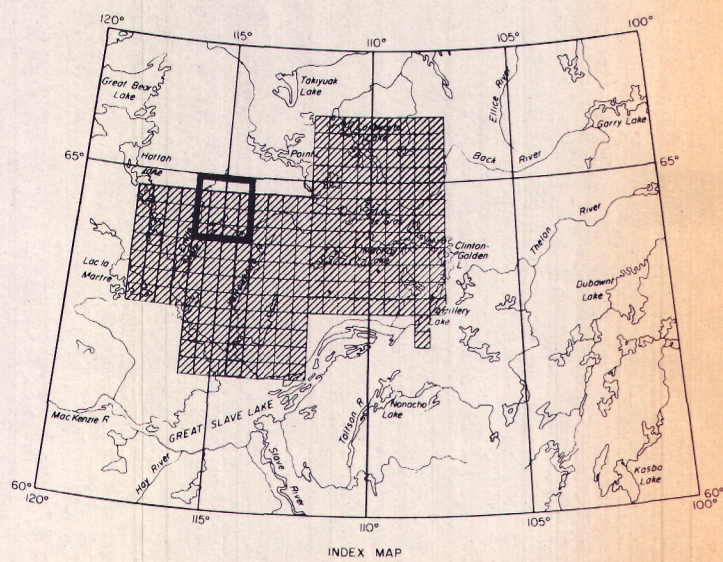 120°
115°
110°
105°
100°
Great Bear
Lake
Takiyuak
Lake
Ellice River
Garry Lake
Point
65°
Hottah
Lake
Back River
65°
Clinton-
Golden
L
Thelon River
Lac la
Martre
Dubawnt
Lake
Artillery
Lake
MacKenzie R
GREAT SLAVE LAKE
Taltson R
Nonacho
Lake
Hay River
Slave River
Kasba
Lake
60°
120°
115°
110°
105°
60°
100°
INDEX MAP